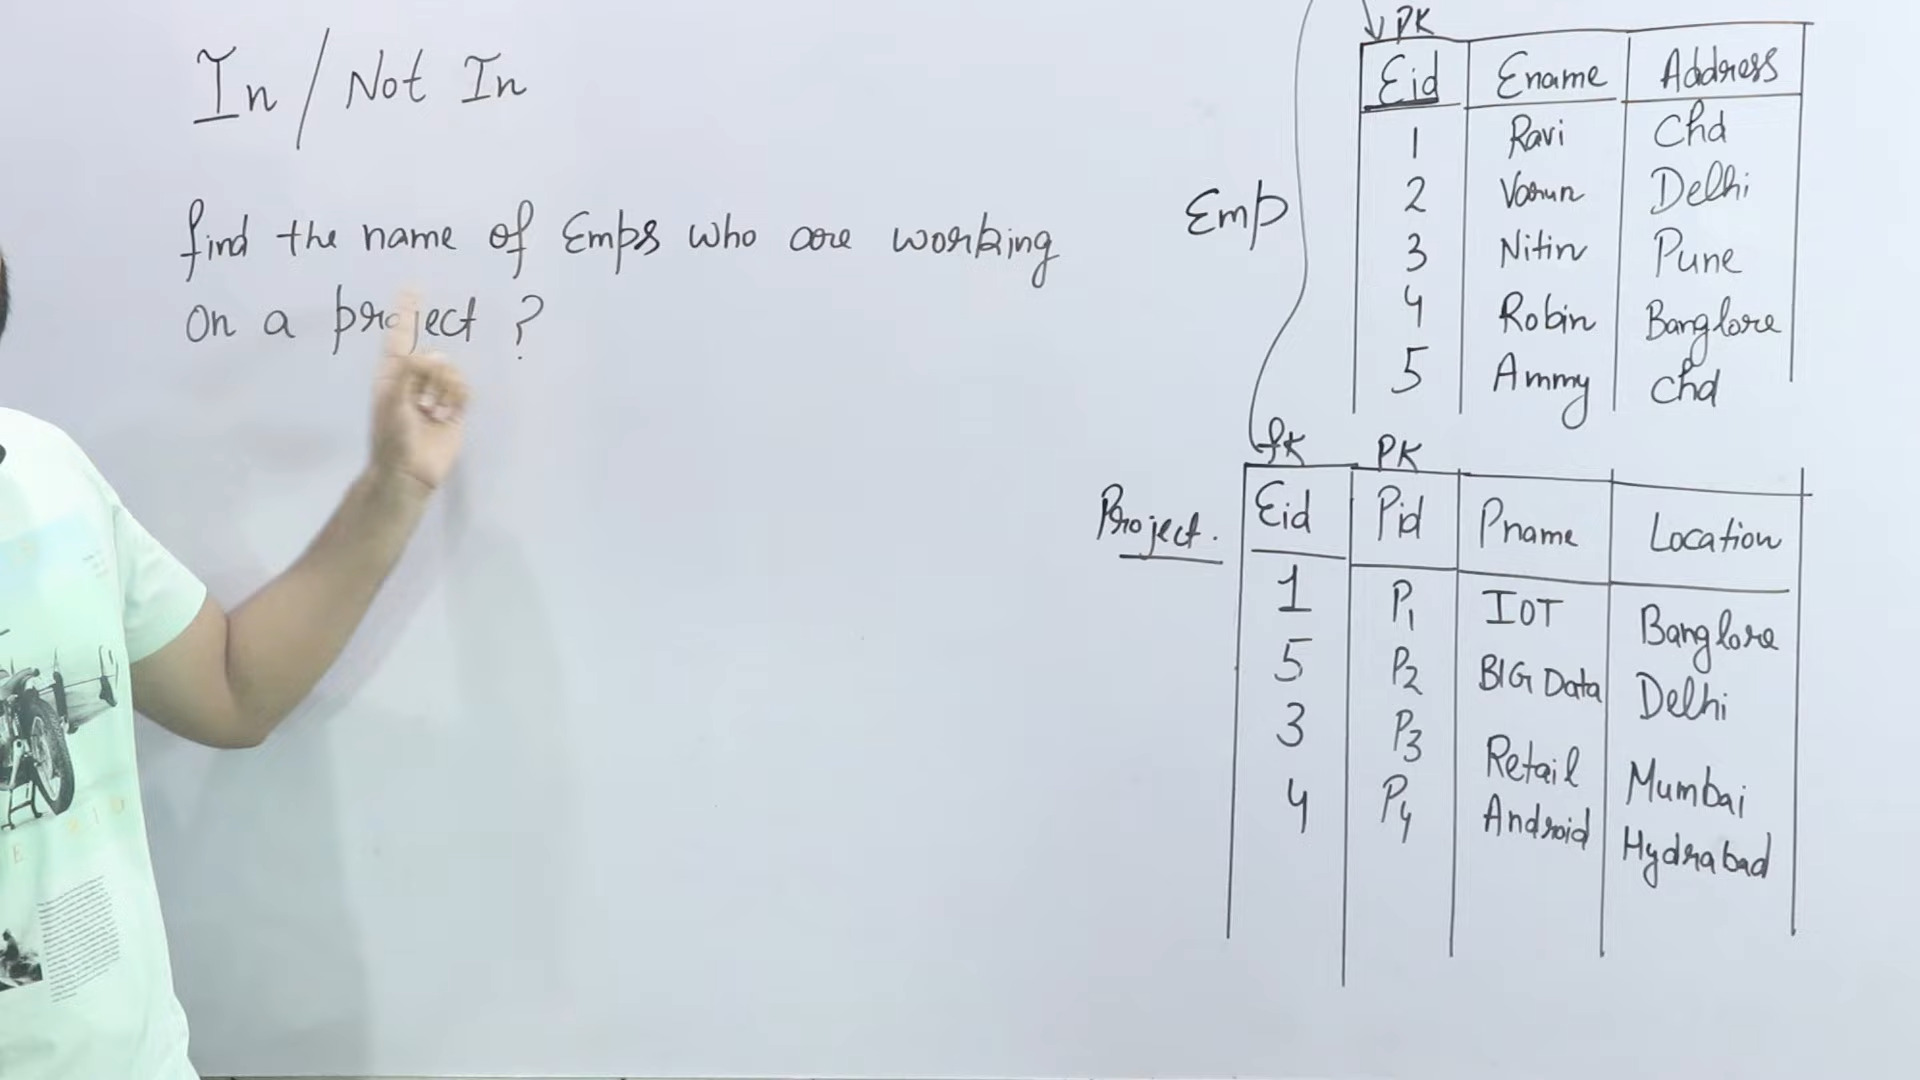 In / Not In
find the name of Emps who are working
on a project ?
Emp
PK
Eid Ename Address
1 Ravi Chd
2 Varun Delhi
3 Nitin Pune
4 Robin Banglore
5 Ammy Chd
Project.
fk PK
Eid Pid Pname Location
1 P1 IOT Banglore
5 P2 BIG Data Delhi
3 P3 Retail Mumbai
4 P4 Android Hydrabad